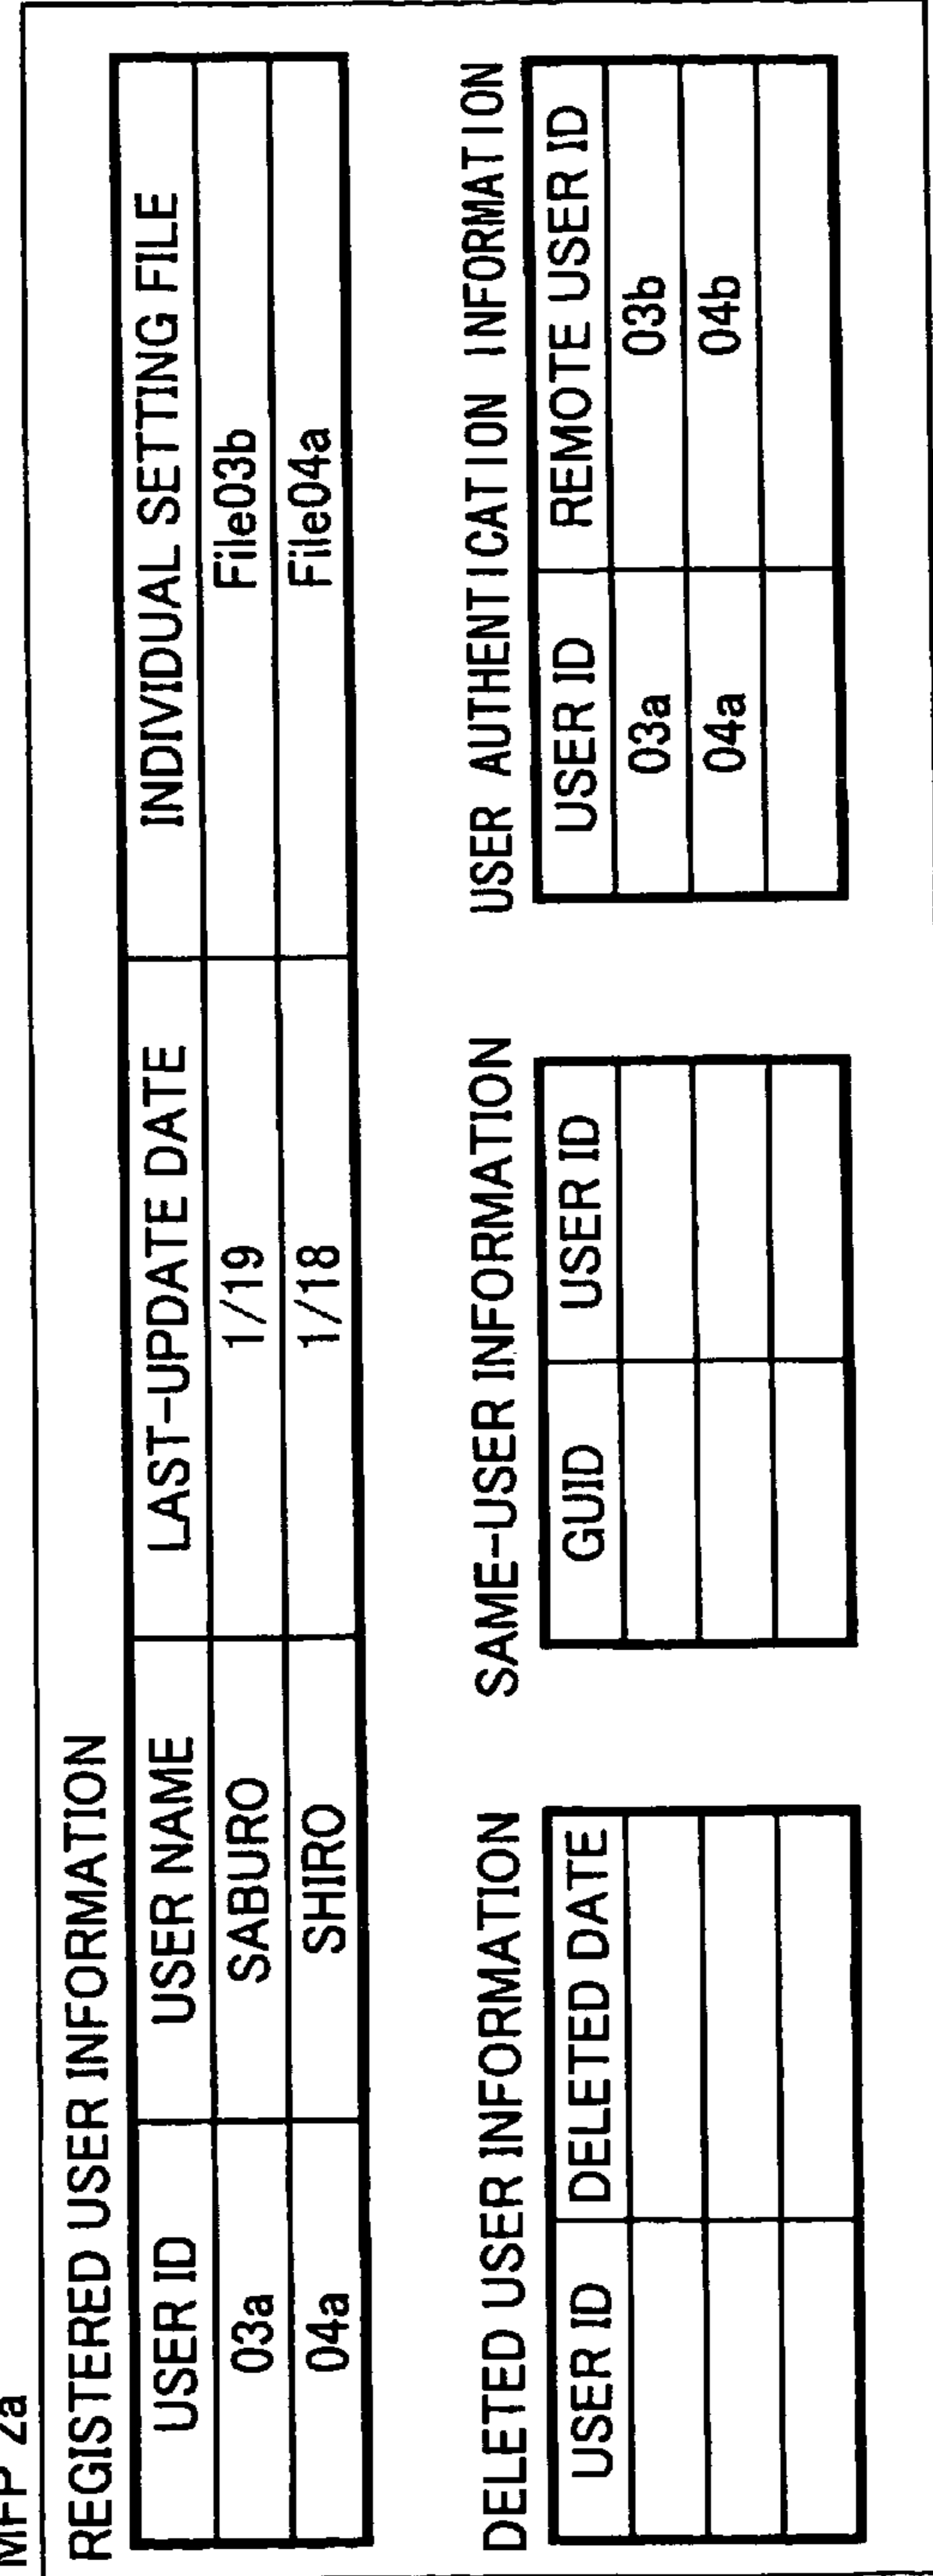 MFP 2a
REGISTERED USER INFORMATION
USER ID USER NAME LAST-UPDATE DATE INDIVIDUAL SETTING FILE
03a SABURO 1/19 File03b
04a SHIRO 1/18 File04a
DELETED USER INFORMATION
USER ID DELETED DATE
SAME-USER INFORMATION
GUID USER ID
USER AUTHENTICATION INFORMATION
USER ID REMOTE USER ID
03a 03b
04a 04b